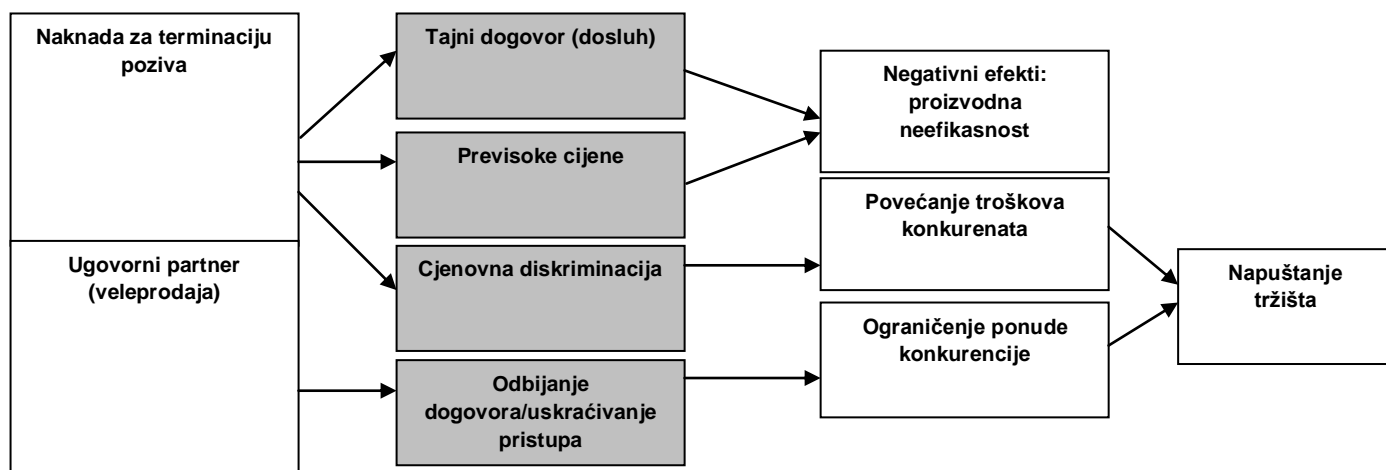 Naknada za terminaciju
poziva
Ugovorni partner
(veleprodaja)
Tajni dogovor (dosluh)
Previsoke cijene
Cjenovna diskriminacija
Odbijanje
dogovora/uskraćivanje
pristupa
Negativni efekti:
proizvodna
neefikasnost
Povećanje troškova
konkurenata
Ograničenje ponude
konkurencije
Napuštanje
tržišta